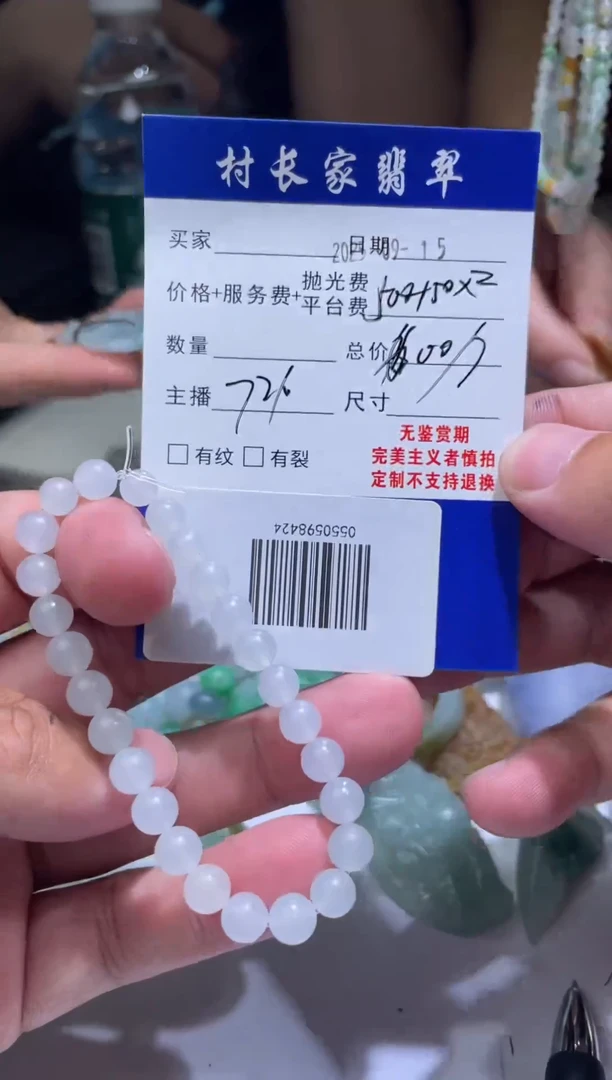 村长家翡翠
买家 日期
价格+服务费+抛光费
平台费
数量 总价
主播 尺寸
无鉴赏期
□有纹 □有裂 完美主义者慎拍
定制不支持退换
0550598424